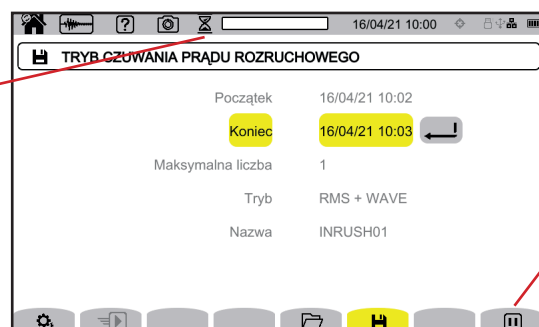 16/04/21 10:00
TRYB CZUWANIA PRĄDU ROZRUCHOWEGO
Początek 16/04/21 10:02
Koniec 16/04/21 10:03
Maksymalna liczba 1
Tryb RMS + WAVE
Nazwa INRUSH01